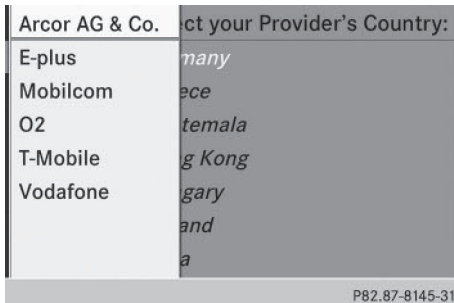 Arcor AG & Co. ct your Provider's Country:
E-plus many
Mobilcom ece
O2 temala
T-Mobile g Kong
Vodafone gary
and
a
P82.87-8145-31